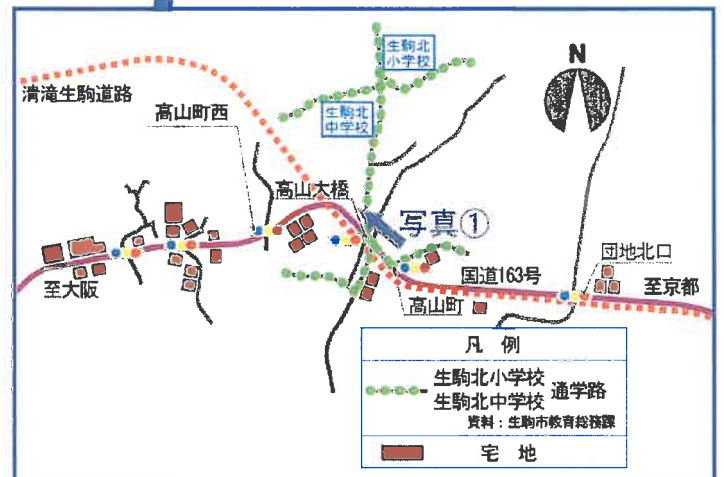 生駒北
小学校
N
清滝生駒道路
高山町西
生駒北
中学校
高山大橋
写真①
団地北口
国道163号
至京都
至大阪
高山町
凡 例
生駒北小学校
生駒北中学校
通学路
資料：生駒市教育総務課
宅 地